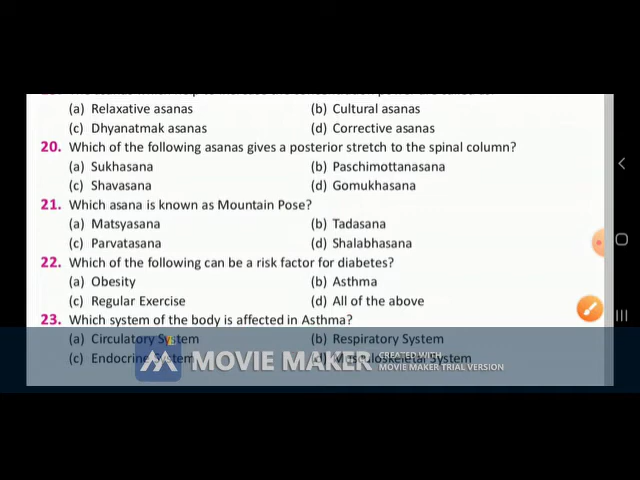 (a) Relaxative asanas (b) Cultural asanas
(c) Dhyanatmak asanas (d) Corrective asanas
20. Which of the following asanas gives a posterior stretch to the spinal column?
(a) Sukhasana (b) Paschimottanasana
(c) Shavasana (d) Gomukhasana
21. Which asana is known as Mountain Pose?
(a) Matsyasana (b) Tadasana
(c) Parvatasana (d) Shalabhasana
22. Which of the following can be a risk factor for diabetes?
(a) Obesity (b) Asthma
(c) Regular Exercise (d) All of the above
23. Which system of the body is affected in Asthma?
(a) Circulatory System (b) Respiratory System
(c) Endocrine System (d) Musculoskeletal System
MOVIE MAKER CREATED WITH
MOVIE MAKER TRIAL VERSION